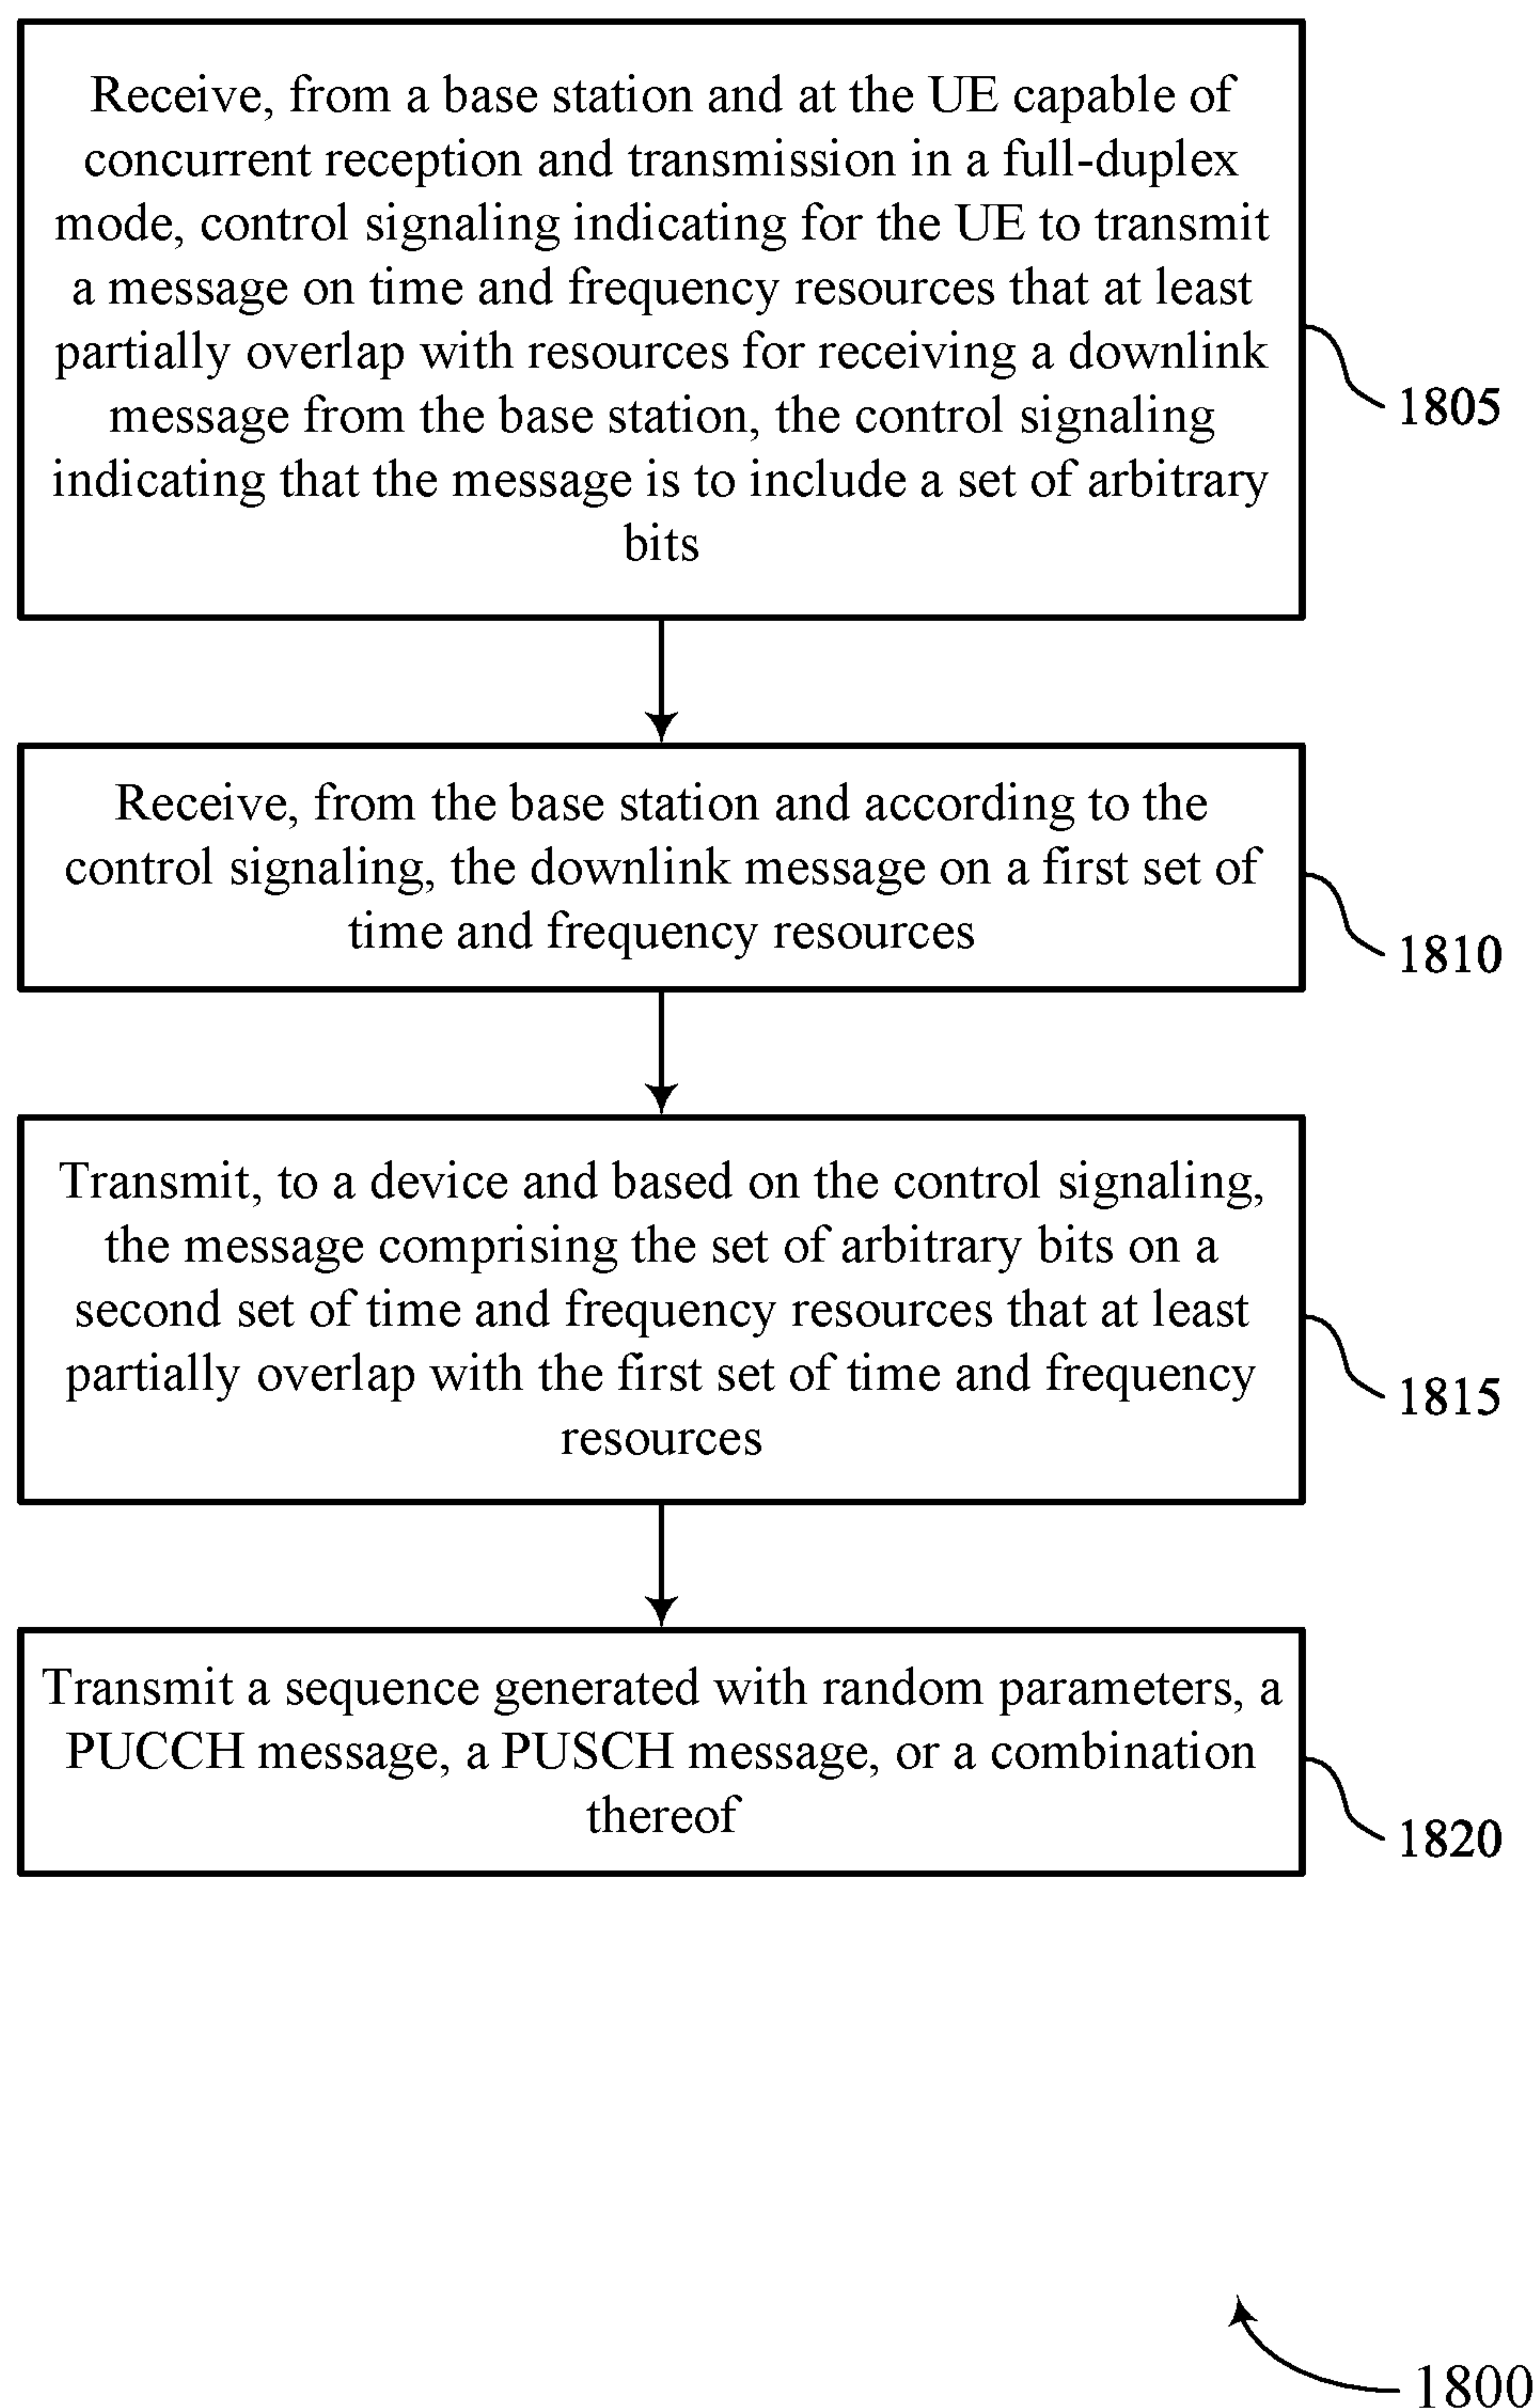 Receive, from a base station and at the UE capable of
concurrent reception and transmission in a full-duplex
mode, control signaling indicating for the UE to transmit
a message on time and frequency resources that at least
partially overlap with resources for receiving a downlink
message from the base station, the control signaling
indicating that the message is to include a set of arbitrary
bits
1805
Receive, from the base station and according to the
control signaling, the downlink message on a first set of
time and frequency resources
1810
Transmit, to a device and based on the control signaling,
the message comprising the set of arbitrary bits on a
second set of time and frequency resources that at least
partially overlap with the first set of time and frequency
resources
1815
Transmit a sequence generated with random parameters, a
PUCCH message, a PUSCH message, or a combination
thereof
1820
1800